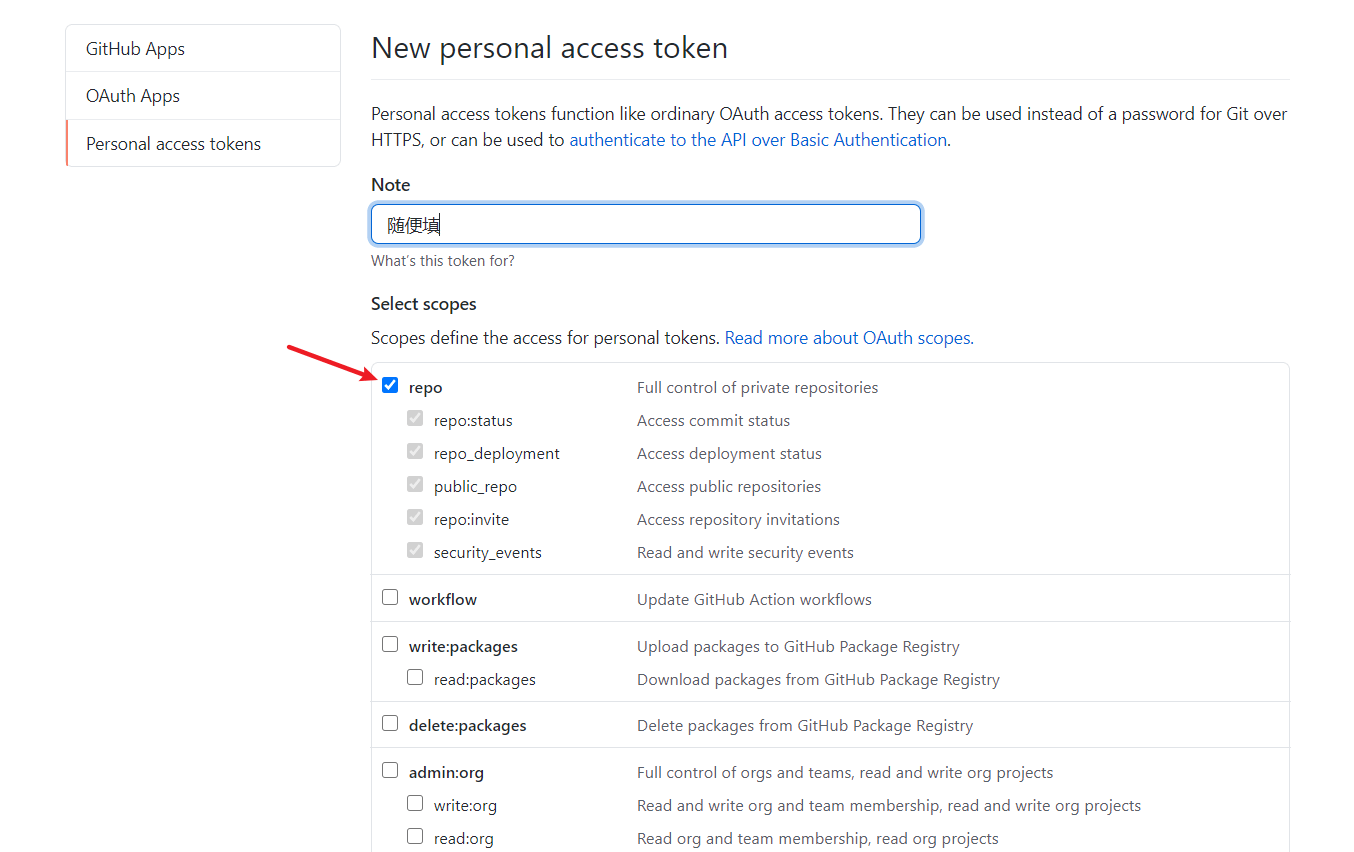 GitHub Apps
OAuth Apps
Personal access tokens
New personal access token
Personal access tokens function like ordinary OAuth access tokens. They can be used instead of a password for Git over
HTTPS, or can be used to authenticate to the API over Basic Authentication.
Note
随便填
What's this token for?
Select scopes
Scopes define the access for personal tokens. Read more about OAuth scopes.
repo Full control of private repositories
repo:status Access commit status
repo_deployment Access deployment status
public_repo Access public repositories
repo:invite Access repository invitations
security_events Read and write security events
workflow Update GitHub Action workflows
write:packages Upload packages to GitHub Package Registry
read:packages Download packages from GitHub Package Registry
delete:packages Delete packages from GitHub Package Registry
admin:org Full control of orgs and teams, read and write org projects
write:org Read and write org and team membership, read and write org projects
read:org Read org and team membership, read org projects